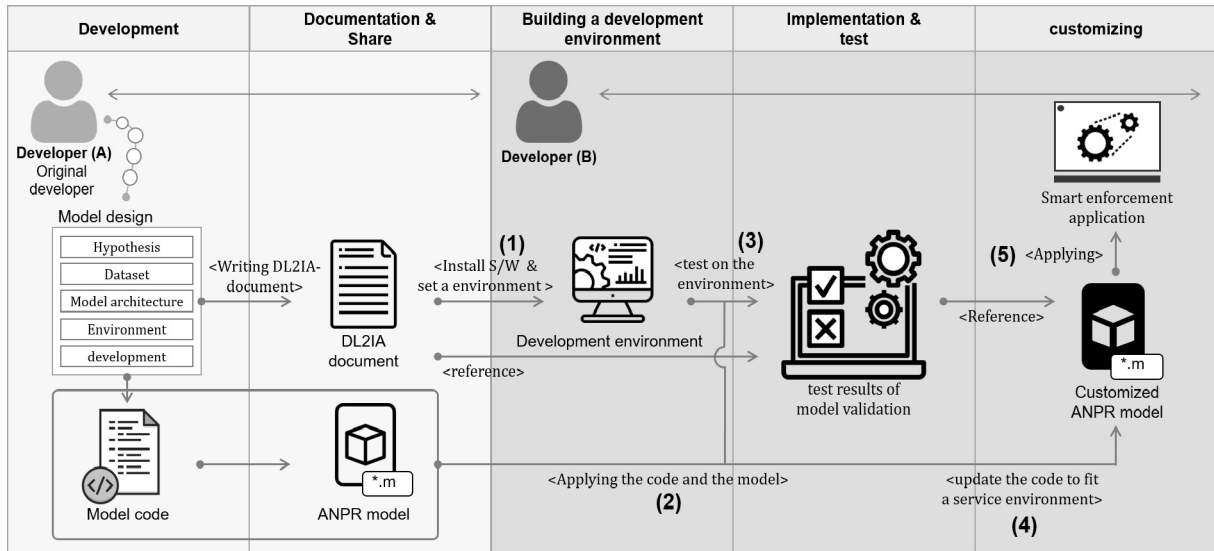 Development
Documentation &
Share
Building a development
environment
Implementation &
test
customizing
Developer (A)
Original
developer
Developer (B)
Model design
Hypothesis
Dataset
Model architecture
Environment
development
<Writing DL2IA-
document>
DL2IA
document
(1)
<Install S/W &
set a environment >
<reference>
Development environment
(3)
<test on the
environment>
test results of
model validation
<Reference>
Smart enforcement
application
(5) <Applying>
*.m
Customized
ANPR model
</>
Model code
*.m
ANPR model
<Applying the code and the model>
(2)
<update the code to fit
a service environment>
(4)